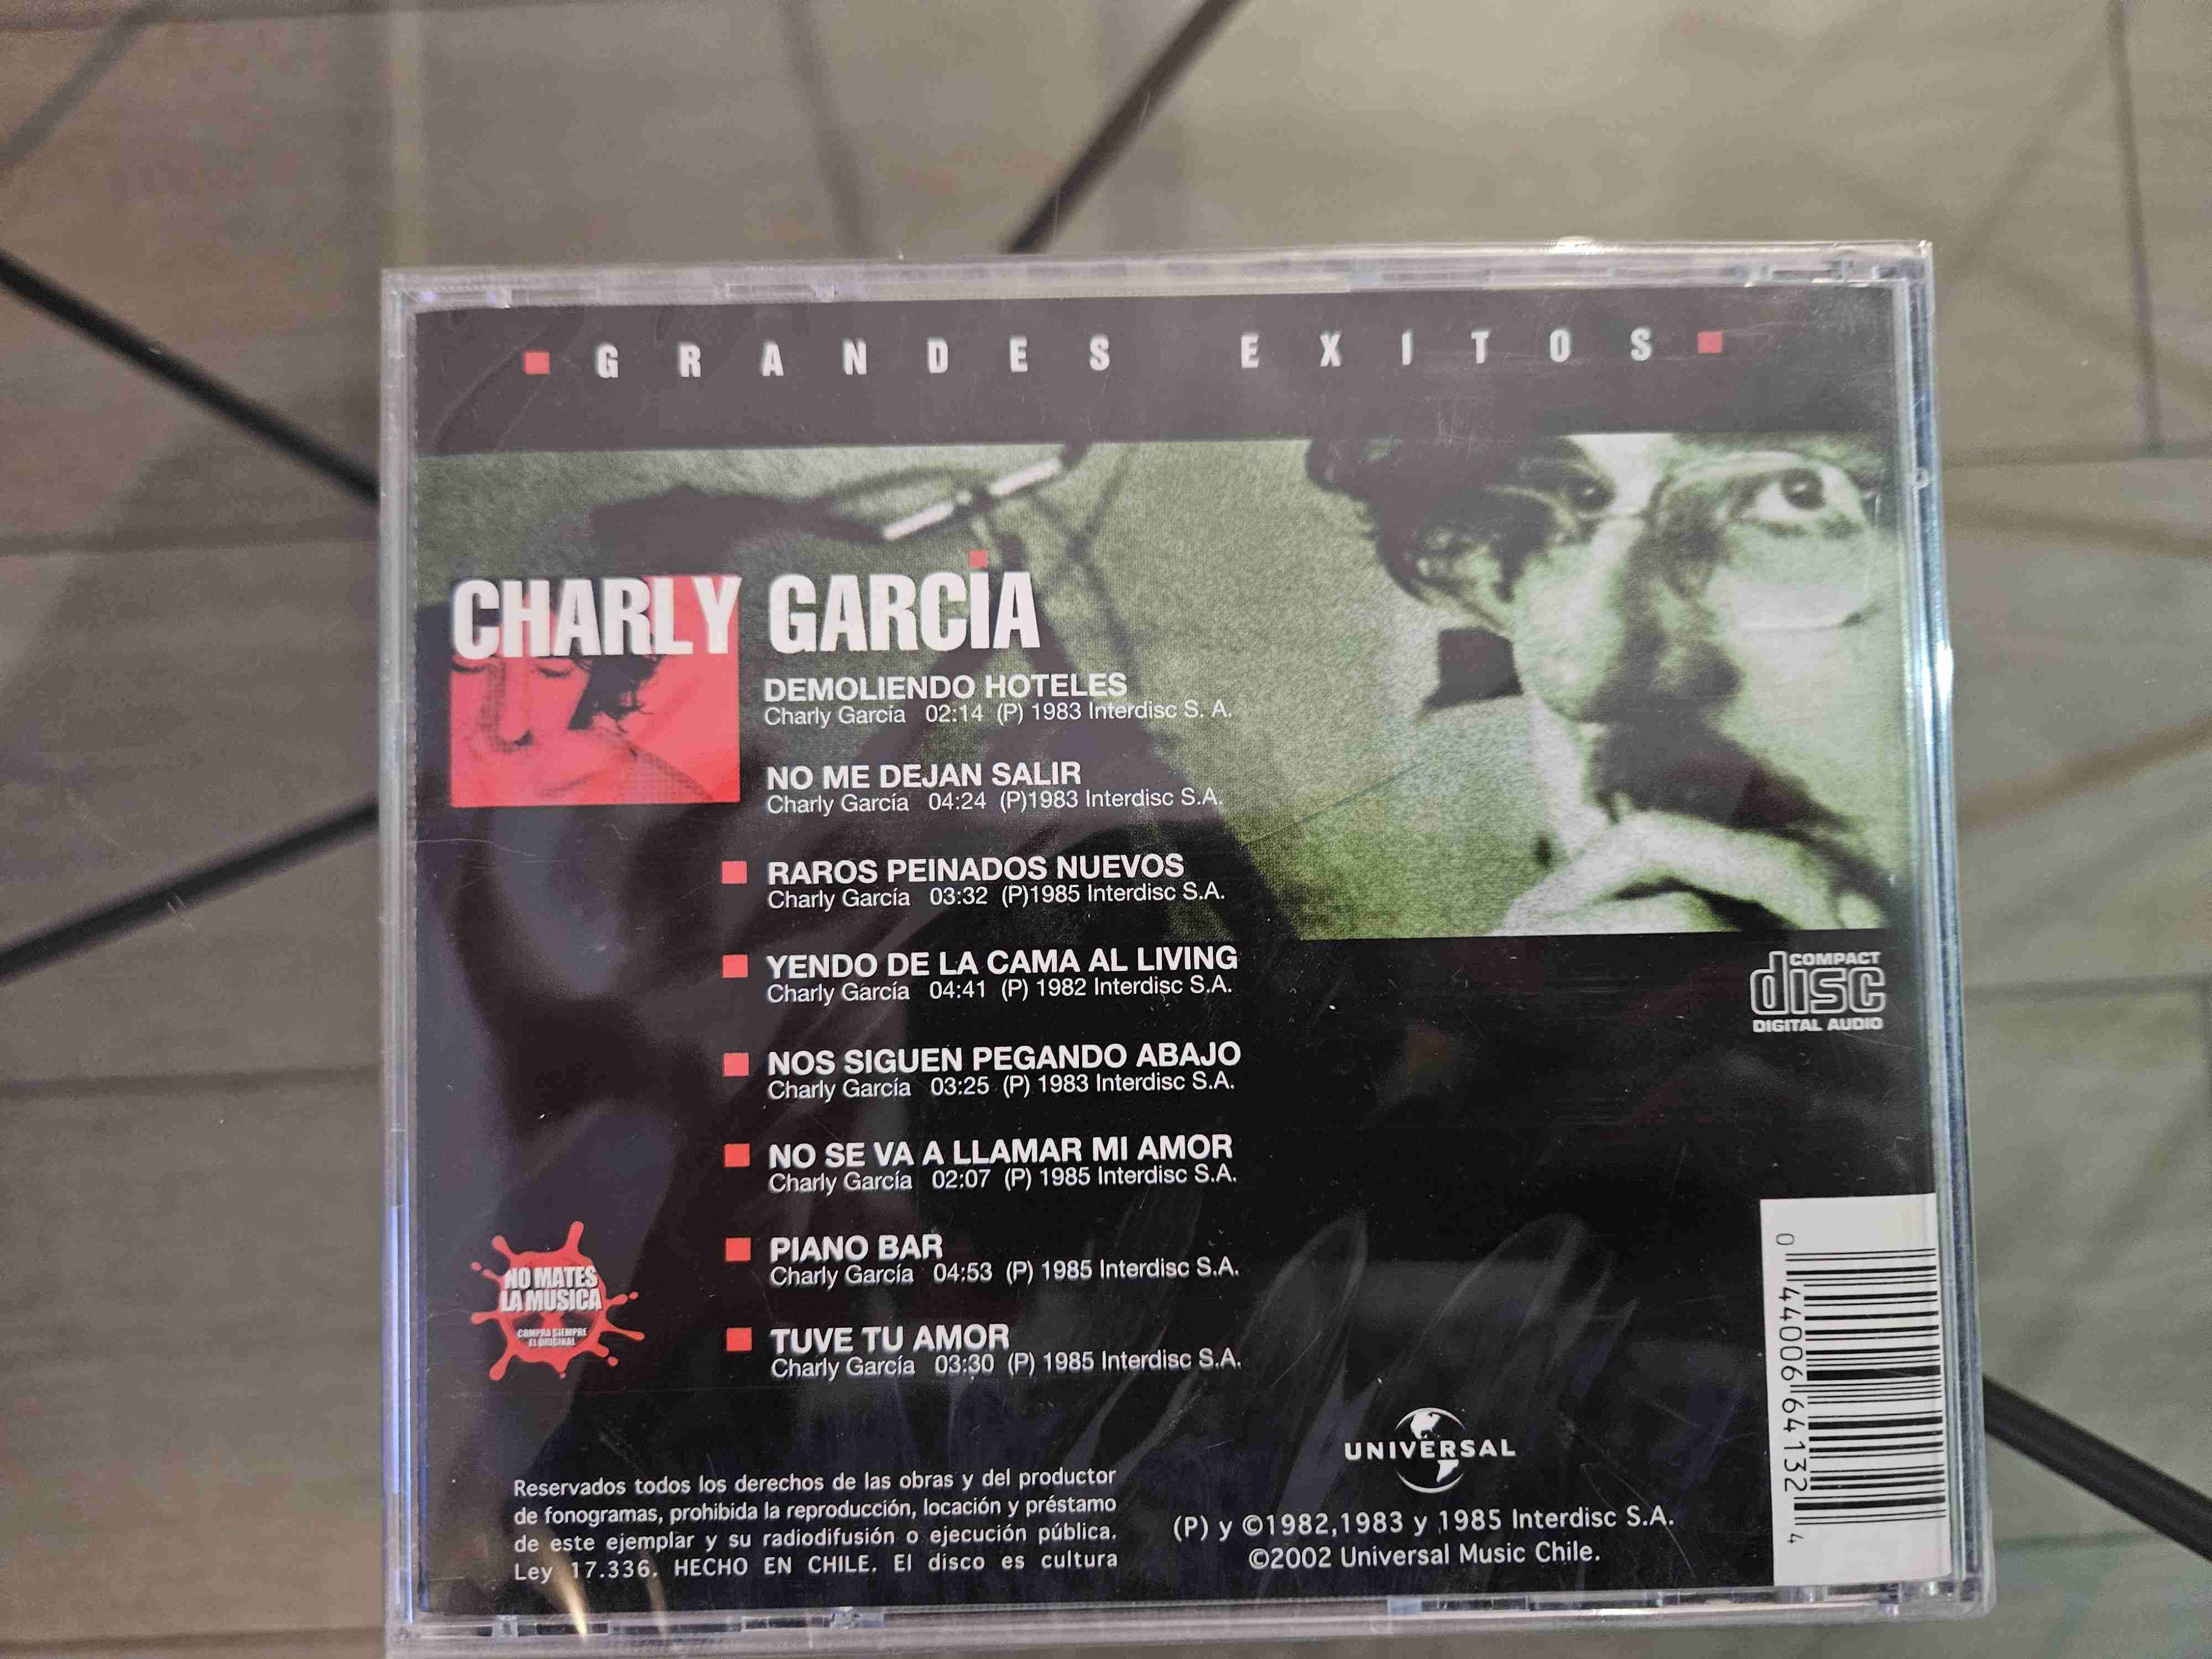 GRANDES EXITOS
CHARLY GARCIA
DEMOLIENDO HOTELES
Charly García 02:14 (P) 1983 Interdisc S. A.
NO ME DEJAN SALIR
Charly García 04:24 (P)1983 Interdisc S.A.
RAROS PEINADOS NUEVOS
Charly García 03:32 (P)1985 Interdisc S.A.
YENDO DE LA CAMA AL LIVING
Charly García 04:41 (P) 1982 Interdisc S.A.
NOS SIGUEN PEGANDO ABAJO
Charly García 03:25 (P) 1983 Interdisc S.A.
NO SE VA A LLAMAR MI AMOR
Charly García 02:07 (P) 1985 Interdisc S.A.
PIANO BAR
Charly García 04:53 (P) 1985 Interdisc S.A.
TUVE TU AMOR
Charly García 03:30 (P) 1985 Interdisc S.A.
COMPACT
disc
DIGITAL AUDIO
NO MATES
LA MUSICA
COMPRA SIEMPRE
EL ORIGINAL
Reservados todos los derechos de las obras y del productor
de fonogramas, prohibida la reproducción, locación y préstamo
de este ejemplar y su radiodifusión o ejecución pública.
Ley 17.336. HECHO EN CHILE. El disco es cultura
UNIVERSAL
(P) y ©1982,1983 y 1985 Interdisc S.A.
©2002 Universal Music Chile.
0 44006 64132 4